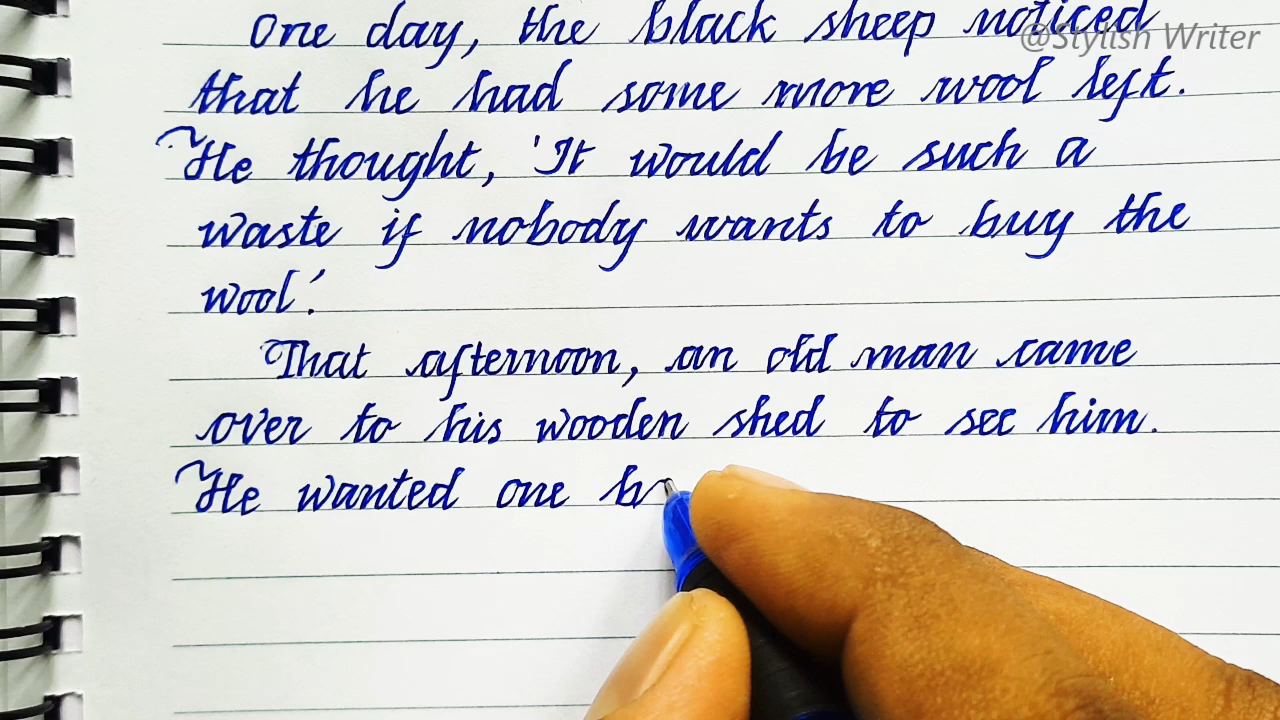 One day, the black sheep noticed
@Stylish Writer
that he had some more wool left.
He thought, 'It would be such a
waste if nobody wants to buy the
wool.'
That afternoon, an old man came
over to his wooden shed to see him.
He wanted one b